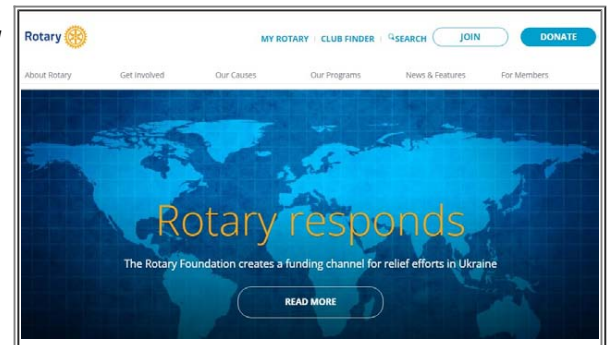 Rotary
MY ROTARY | CLUB FINDER | SEARCH JOIN DONATE
About Rotary Get Involved Our Causes Our Programs News & Features For Members
Rotary responds
The Rotary Foundation creates a funding channel for relief efforts in Ukraine
READ MORE